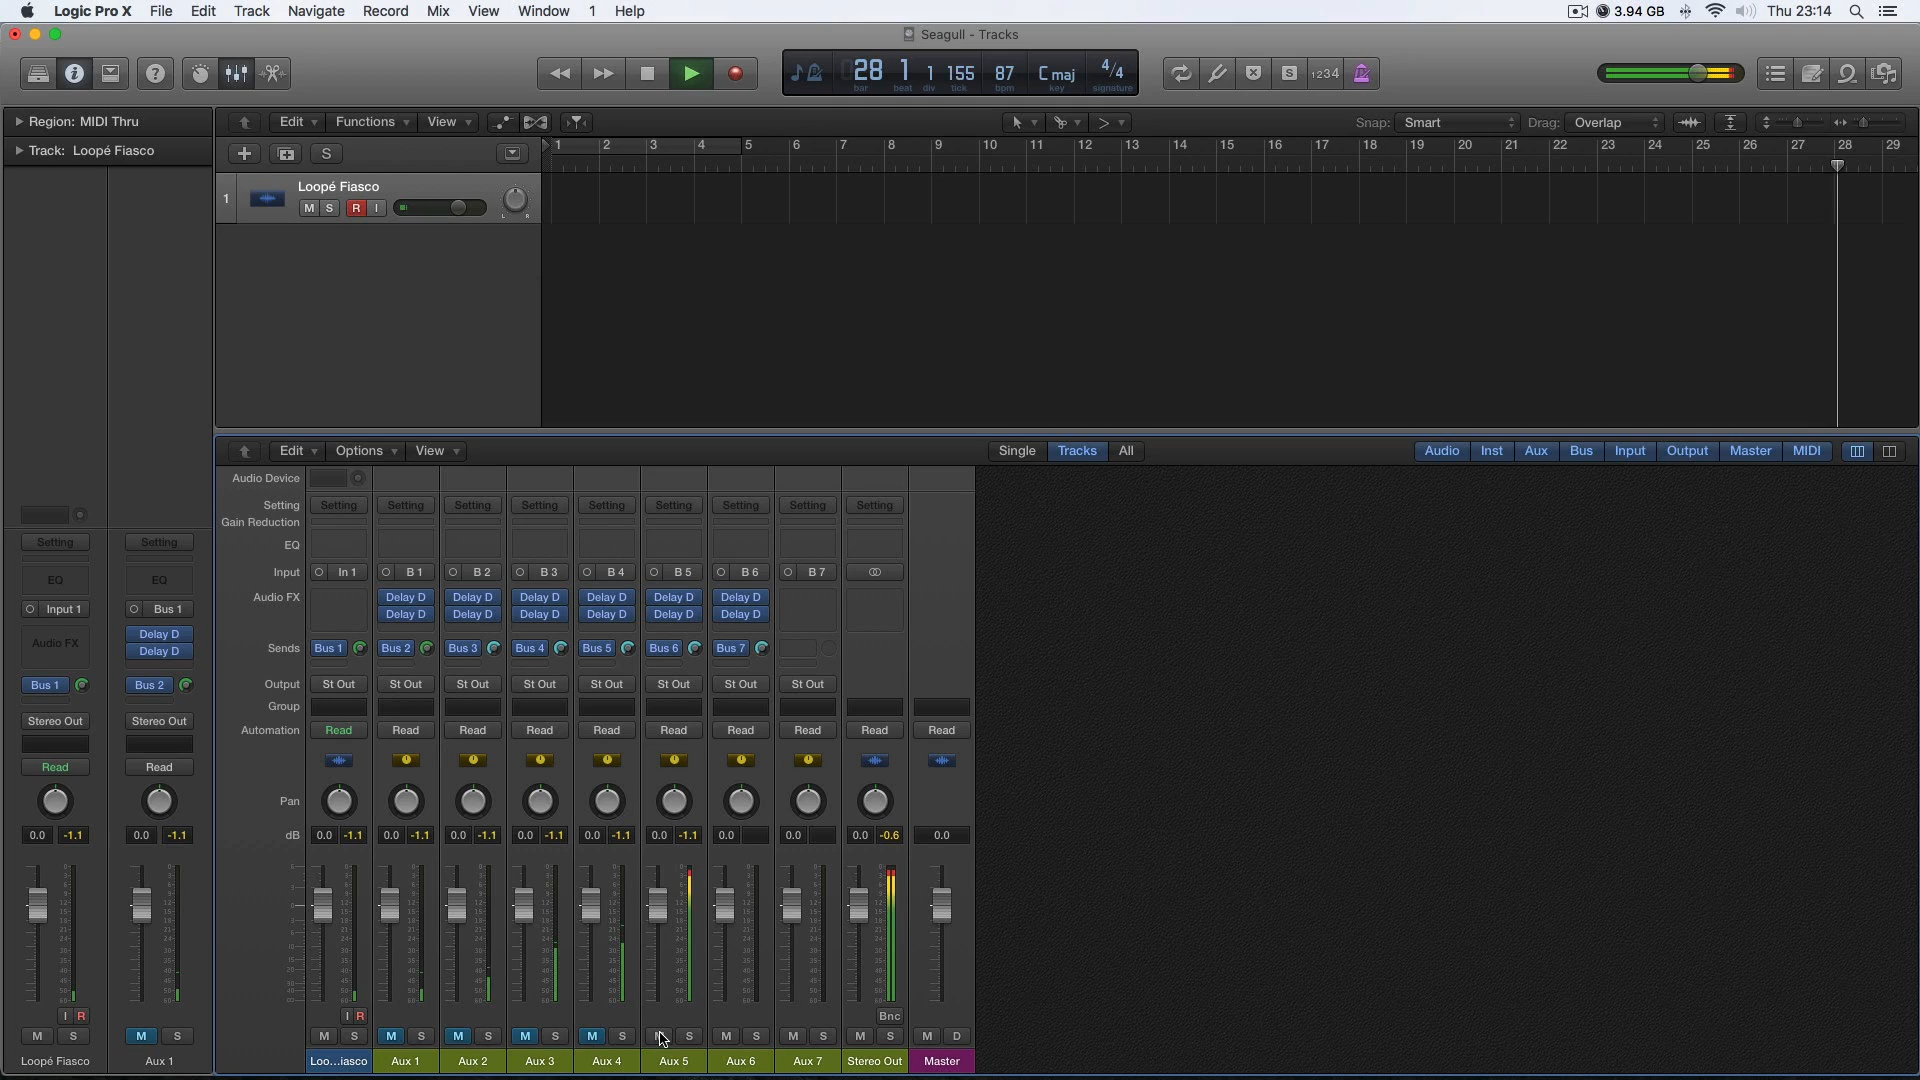 Logic Pro X File Edit Track Navigate Record Mix View Window 1 Help 3.94 GB Thu 23:14
Seagull - Tracks
28 1 1 155 87 C maj 4/4
bar beat div tick bpm key signature
S 1234
Region: MIDI Thru
Edit Functions View Snap: Smart Drag: Overlap
Track: Loopé Fiasco
S
1 2 3 4 5 6 7 8 9 10 11 12 13 14 15 16 17 18 19 20 21 22 23 24 25 26 27 28 29
1 Loopé Fiasco
M S R I
L R
Edit Options View Single Tracks All Audio Inst Aux Bus Input Output Master MIDI
Audio Device
Setting Setting Setting Setting Setting Setting Setting Setting Setting Setting
Gain Reduction
EQ
Input In 1 B 1 B 2 B 3 B 4 B 5 B 6 B 7
Audio FX Delay D Delay D Delay D Delay D Delay D Delay D
Delay D Delay D Delay D Delay D Delay D Delay D
Sends Bus 1 Bus 2 Bus 3 Bus 4 Bus 5 Bus 6 Bus 7
Output St Out St Out St Out St Out St Out St Out St Out St Out
Group
Automation Read Read Read Read Read Read Read Read Read Read
Pan
dB 0.0 -1.1 0.0 -1.1 0.0 -1.1 0.0 -1.1 0.0 -1.1 0.0 -1.1 0.0 0.0 0.0 -0.6 0.0
I R Bnc
M S M S M S M S M S S M S M S M S M D
Loo...iasco Aux 1 Aux 2 Aux 3 Aux 4 Aux 5 Aux 6 Aux 7 Stereo Out Master
Setting Setting
EQ EQ
Input 1 Bus 1
Audio FX Delay D
Delay D
Bus 1 Bus 2
Stereo Out Stereo Out
Read Read
0.0 -1.1 0.0 -1.1
I R
M S M S
Loopé Fiasco Aux 1